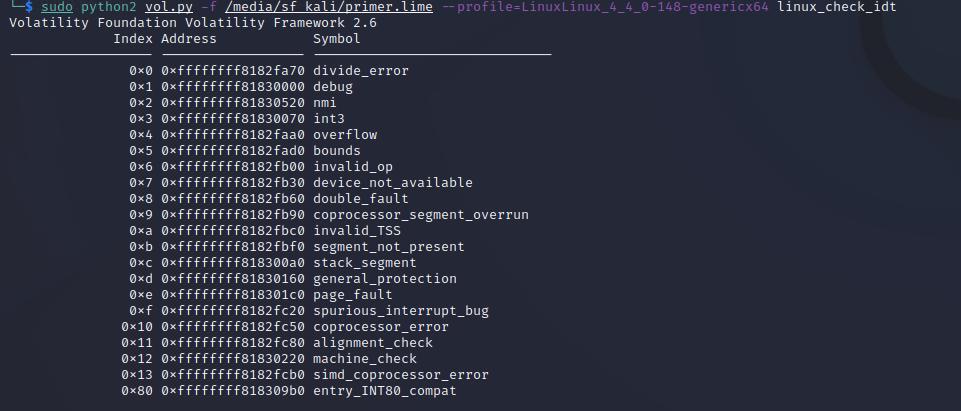 └─$ sudo python2 vol.py -f /media/sf_kali/primer.lime --profile=LinuxLinux_4_4_0-148-genericx64 linux_check_idt
Volatility Foundation Volatility Framework 2.6
Index Address Symbol
0×0 0×ffffffff8182fa70 divide_error
0×1 0×ffffffff81830000 debug
0×2 0×ffffffff81830520 nmi
0×3 0×ffffffff81830070 int3
0×4 0×ffffffff8182faa0 overflow
0×5 0×ffffffff8182fad0 bounds
0×6 0×ffffffff8182fb00 invalid_op
0×7 0×ffffffff8182fb30 device_not_available
0×8 0×ffffffff8182fb60 double_fault
0×9 0×ffffffff8182fb90 coprocessor_segment_overrun
0×a 0×ffffffff8182fbc0 invalid_TSS
0×b 0×ffffffff8182fbf0 segment_not_present
0×c 0×ffffffff818300a0 stack_segment
0×d 0×ffffffff81830160 general_protection
0×e 0×ffffffff818301c0 page_fault
0×f 0×ffffffff8182fc20 spurious_interrupt_bug
0×10 0×ffffffff8182fc50 coprocessor_error
0×11 0×ffffffff8182fc80 alignment_check
0×12 0×ffffffff81830220 machine_check
0×13 0×ffffffff8182fcb0 simd_coprocessor_error
0×80 0×ffffffff818309b0 entry_INT80_compat